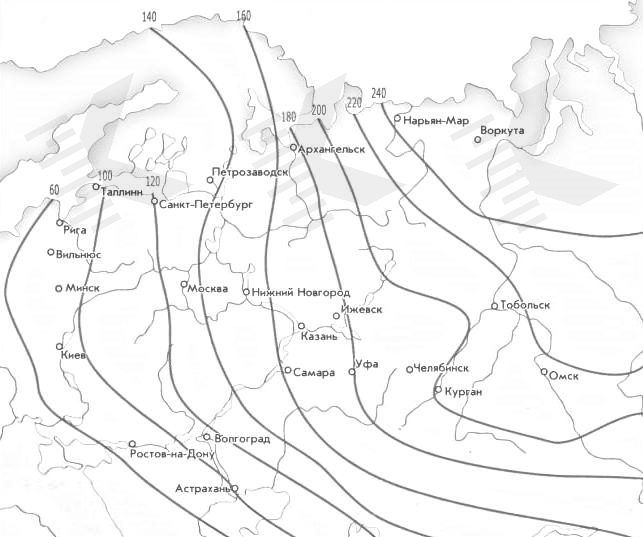 140
160
240
200
220
180
Нарьян-Мар
Воркута
Архангельск
Петрозаводск
100
120
60
Таллинн
Санкт-Петербург
Рига
Вильнюс
Минск
Москва
Нижний Новгород
Тобольск
Ижевск
Казань
Киев
Самара
Уфа
Челябинск
Омск
Курган
Волгоград
Ростов-на-Дону
Астрахань